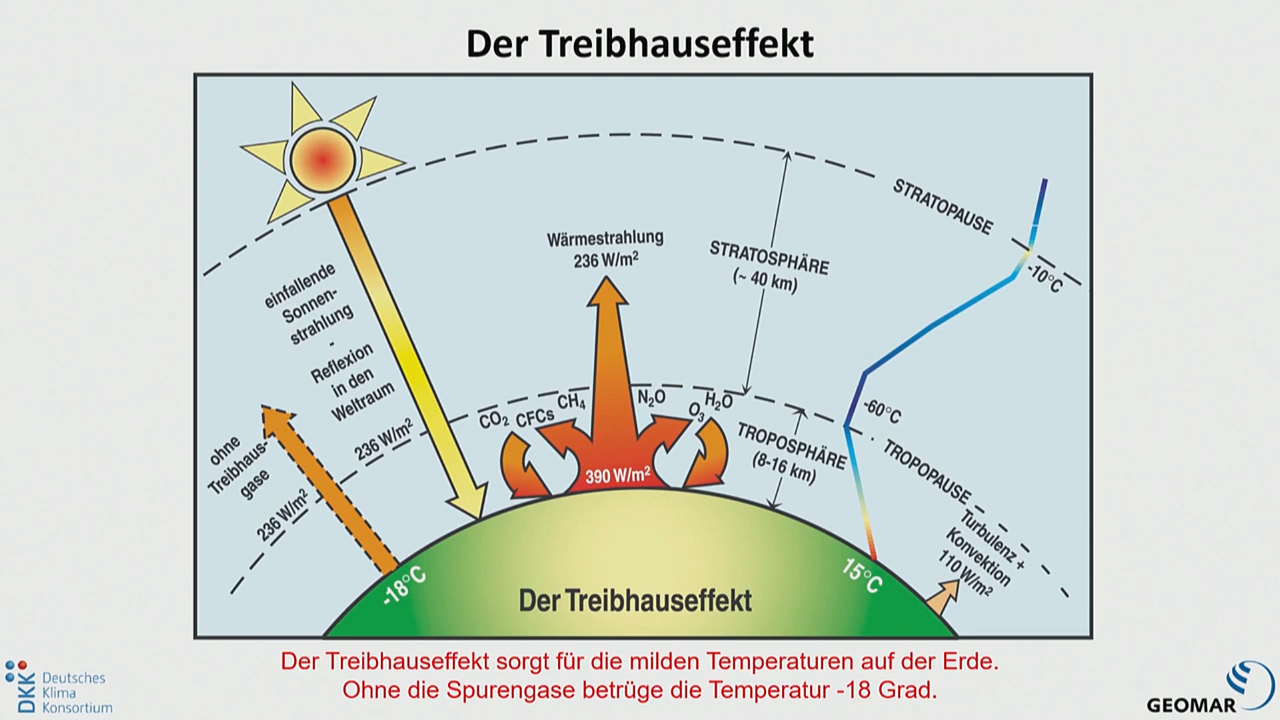 Der Treibhauseffekt
STRATOPAUSE
-10°C
Wärmestrahlung
236 W/m²
STRATOSPHÄRE
(~ 40 km)
einfallende
Sonnen-
strahlung
-
Reflexion
in den
Weltraum
236 W/m²
ohne
Treibhaus-
gase
236 W/m²
CO₂
CFCs
CH₄
N₂O
O₃
H₂O
390 W/m²
TROPOSPHÄRE
(8-16 km)
-60°C
TROPOPAUSE
Turbulenz +
Konvektion
110 W/m²
-18°C
15°C
Der Treibhauseffekt
Der Treibhauseffekt sorgt für die milden Temperaturen auf der Erde.
Ohne die Spurengase betrüge die Temperatur -18 Grad.
DKK
Deutsches
Klima
Konsortium
GEOMAR